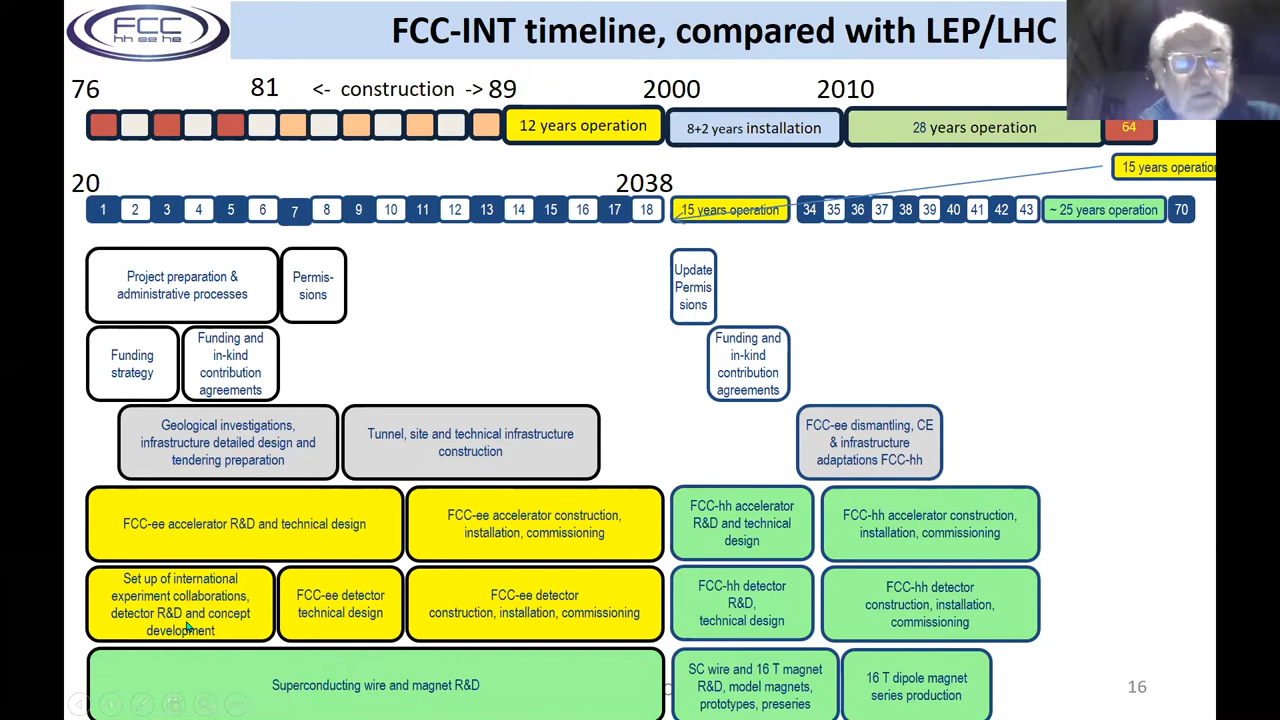 FCC
hh ee he
FCC-INT timeline, compared with LEP/LHC
76
81
<- construction ->
89
2000
2010
12 years operation
8+2 years installation
28 years operation
64
15 years operation
20
2038
1 2 3 4 5 6 7 8 9 10 11 12 13 14 15 16 17 18
15 years operation
34 35 36 37 38 39 40 41 42 43
~ 25 years operation
70
Project preparation &
administrative processes
Permis-
sions
Update
Permis
sions
Funding
strategy
Funding and
in-kind
contribution
agreements
Funding and
in-kind
contribution
agreements
Geological investigations,
infrastructure detailed design and
tendering preparation
Tunnel, site and technical infrastructure
construction
FCC-ee dismantling, CE
& infrastructure
adaptations FCC-hh
FCC-ee accelerator R&D and technical design
FCC-ee accelerator construction,
installation, commissioning
FCC-hh accelerator
R&D and technical
design
FCC-hh accelerator construction,
installation, commissioning
Set up of international
experiment collaborations,
detector R&D and concept
development
FCC-ee detector
technical design
FCC-ee detector
construction, installation, commissioning
FCC-hh detector
R&D,
technical design
FCC-hh detector
construction, installation,
commissioning
Superconducting wire and magnet R&D
SC wire and 16 T magnet
R&D, model magnets,
prototypes, preseries
16 T dipole magnet
series production
16